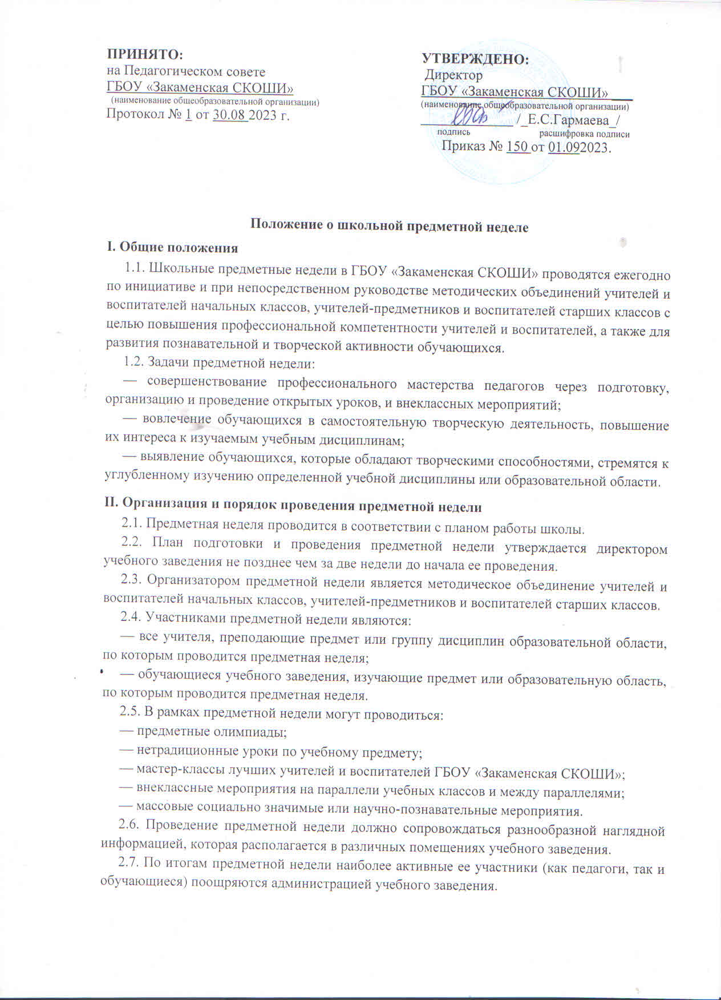 ПРИНЯТО:
на Педагогическом совете
ГБОУ «Закаменская СКОШИ»
(наименование общеобразовательной организации)
Протокол № 1 от 30.08 2023 г.
УТВЕРЖДЕНО:
Директор
ГБОУ «Закаменская СКОШИ» ___
(наименование общеобразовательной организации)
_____________ /_Е.С.Гармаева_/
подпись расшифровка подписи
Приказ № 150 от 01.092023.
Положение о школьной предметной неделе
I. Общие положения
1.1. Школьные предметные недели в ГБОУ «Закаменская СКОШИ» проводятся ежегодно
по инициативе и при непосредственном руководстве методических объединений учителей и
воспитателей начальных классов, учителей-предметников и воспитателей старших классов с
целью повышения профессиональной компетентности учителей и воспитателей, а также для
развития познавательной и творческой активности обучающихся.
1.2. Задачи предметной недели:
— совершенствование профессионального мастерства педагогов через подготовку,
организацию и проведение открытых уроков, и внеклассных мероприятий;
— вовлечение обучающихся в самостоятельную творческую деятельность, повышение
их интереса к изучаемым учебным дисциплинам;
— выявление обучающихся, которые обладают творческими способностями, стремятся к
углубленному изучению определенной учебной дисциплины или образовательной области.
II. Организация и порядок проведения предметной недели
2.1. Предметная неделя проводится в соответствии с планом работы школы.
2.2. План подготовки и проведения предметной недели утверждается директором
учебного заведения не позднее чем за две недели до начала ее проведения.
2.3. Организатором предметной недели является методическое объединение учителей и
воспитателей начальных классов, учителей-предметников и воспитателей старших классов.
2.4. Участниками предметной недели являются:
— все учителя, преподающие предмет или группу дисциплин образовательной области,
по которым проводится предметная неделя;
— обучающиеся учебного заведения, изучающие предмет или образовательную область,
по которым проводится предметная неделя.
2.5. В рамках предметной недели могут проводиться:
— предметные олимпиады;
— нетрадиционные уроки по учебному предмету;
— мастер-классы лучших учителей и воспитателей ГБОУ «Закаменская СКОШИ»;
— внеклассные мероприятия на параллели учебных классов и между параллелями;
— массовые социально значимые или научно-познавательные мероприятия.
2.6. Проведение предметной недели должно сопровождаться разнообразной наглядной
информацией, которая располагается в различных помещениях учебного заведения.
2.7. По итогам предметной недели наиболее активные ее участники (как педагоги, так и
обучающиеся) поощряются администрацией учебного заведения.